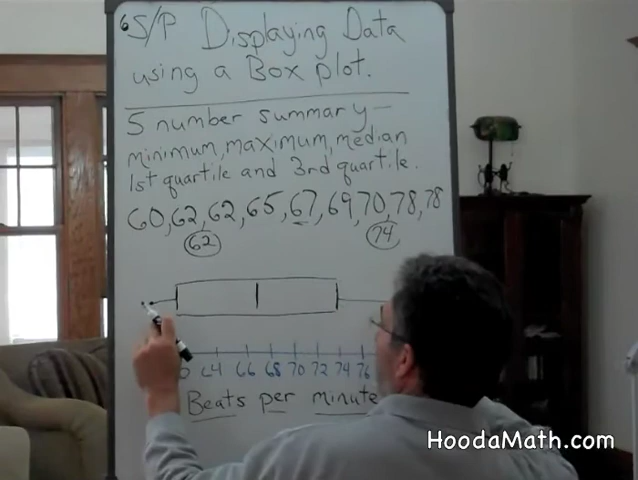 6 S/P Displaying Data
using a Box plot.
5 number summary—
minimum, maximum, median
1st quartile and 3rd quartile.
60, 62, 62, 65, 67, 69, 70, 78, 78
62 74
64 66 68 70 72 74 76
Beats per minute
HoodaMath.com